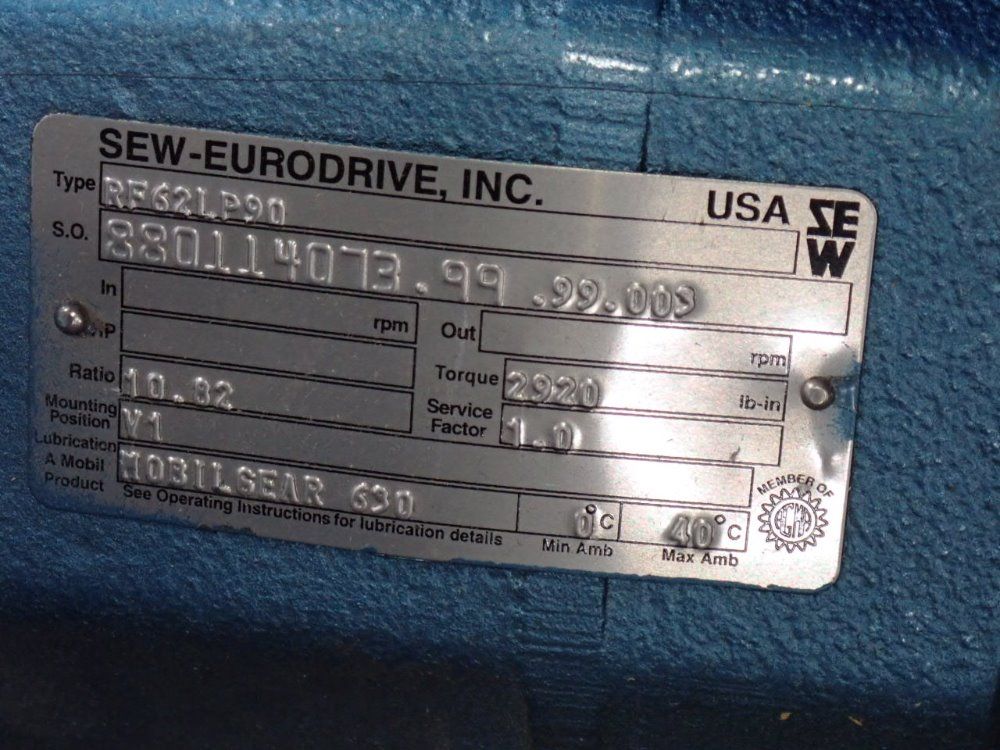 SEW-EURODRIVE, INC. USA SEW
Type RF62LP90
S.O. 880114073.99.99.003
In rpm Out rpm
Ratio 10.82 Torque 2920 lb-in
Mounting Position V1 Service Factor 1.0
Lubrication A Mobil Product MOBILGEAR 630 0°C 40°C
See Operating Instructions for lubrication details Min Amb Max Amb
MEMBER OF AGMA